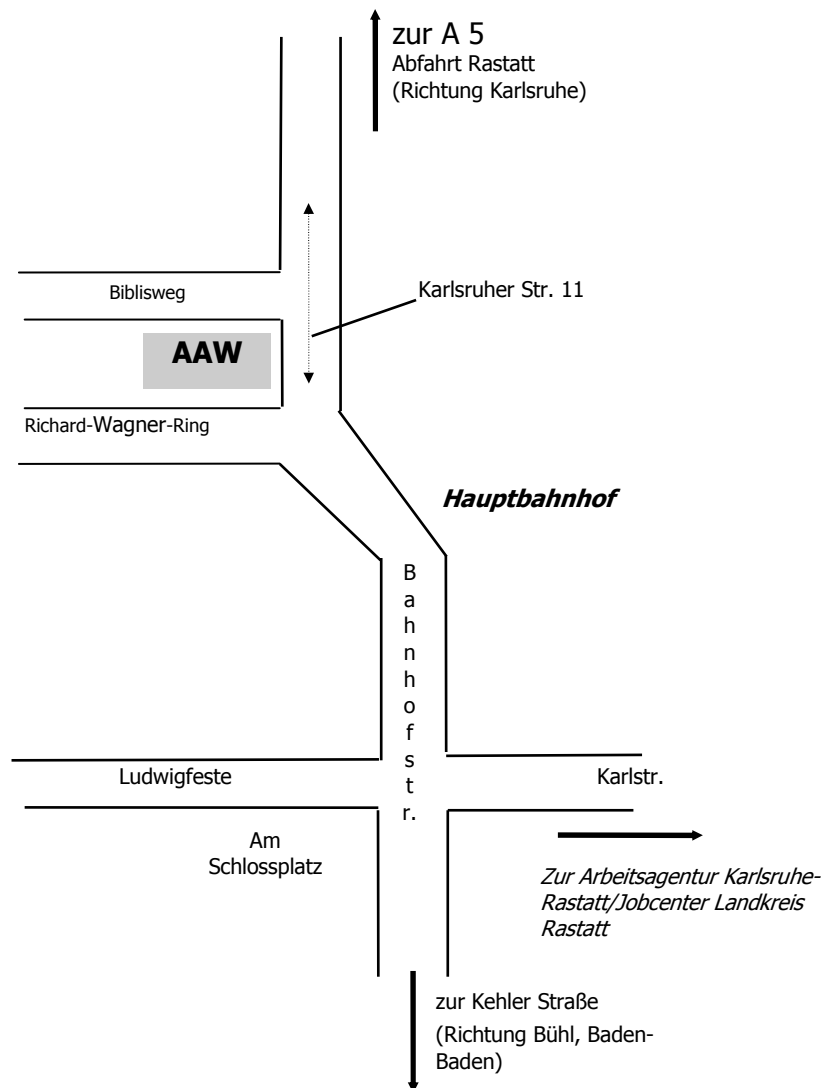 zur A 5
Abfahrt Rastatt
(Richtung Karlsruhe)
Biblisweg
Karlsruher Str. 11
AAW
Richard-Wagner-Ring
Hauptbahnhof
Bahnhofstr.
Ludwigfeste
Karlstr.
Am
Schlossplatz
Zur Arbeitsagentur Karlsruhe-
Rastatt/Jobcenter Landkreis
Rastatt
zur Kehler Straße
(Richtung Bühl, Baden-
Baden)